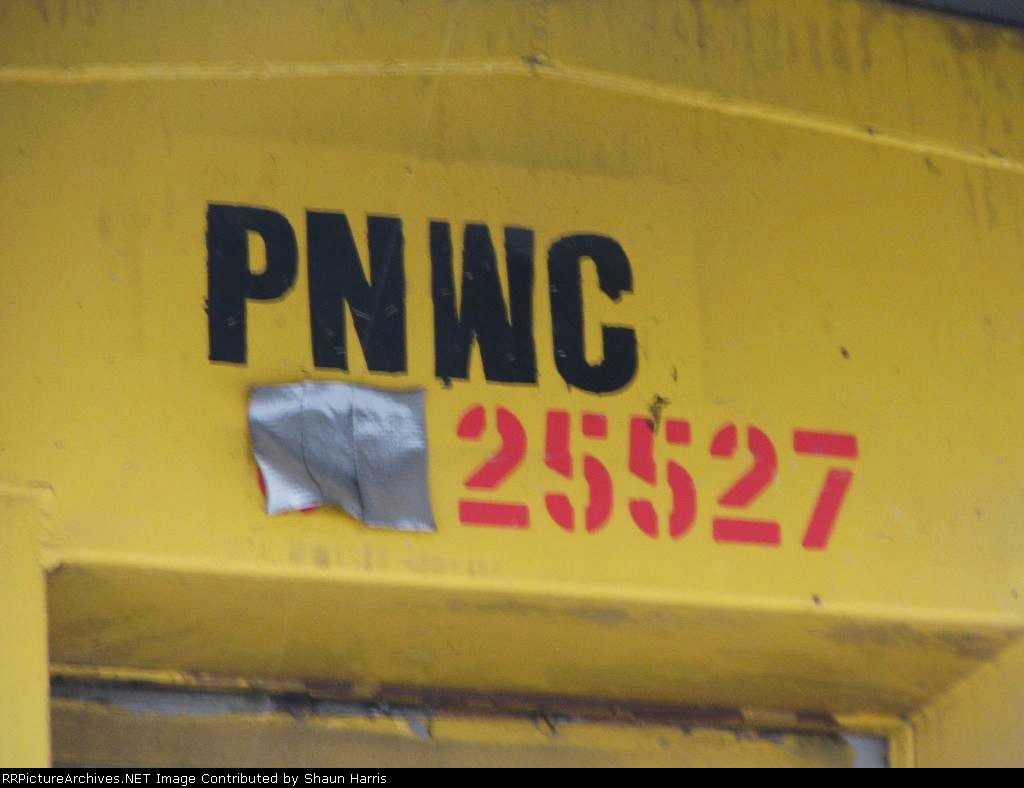 PNWC
25527
RRPictureArchives.NET Image Contributed by Shaun Harris